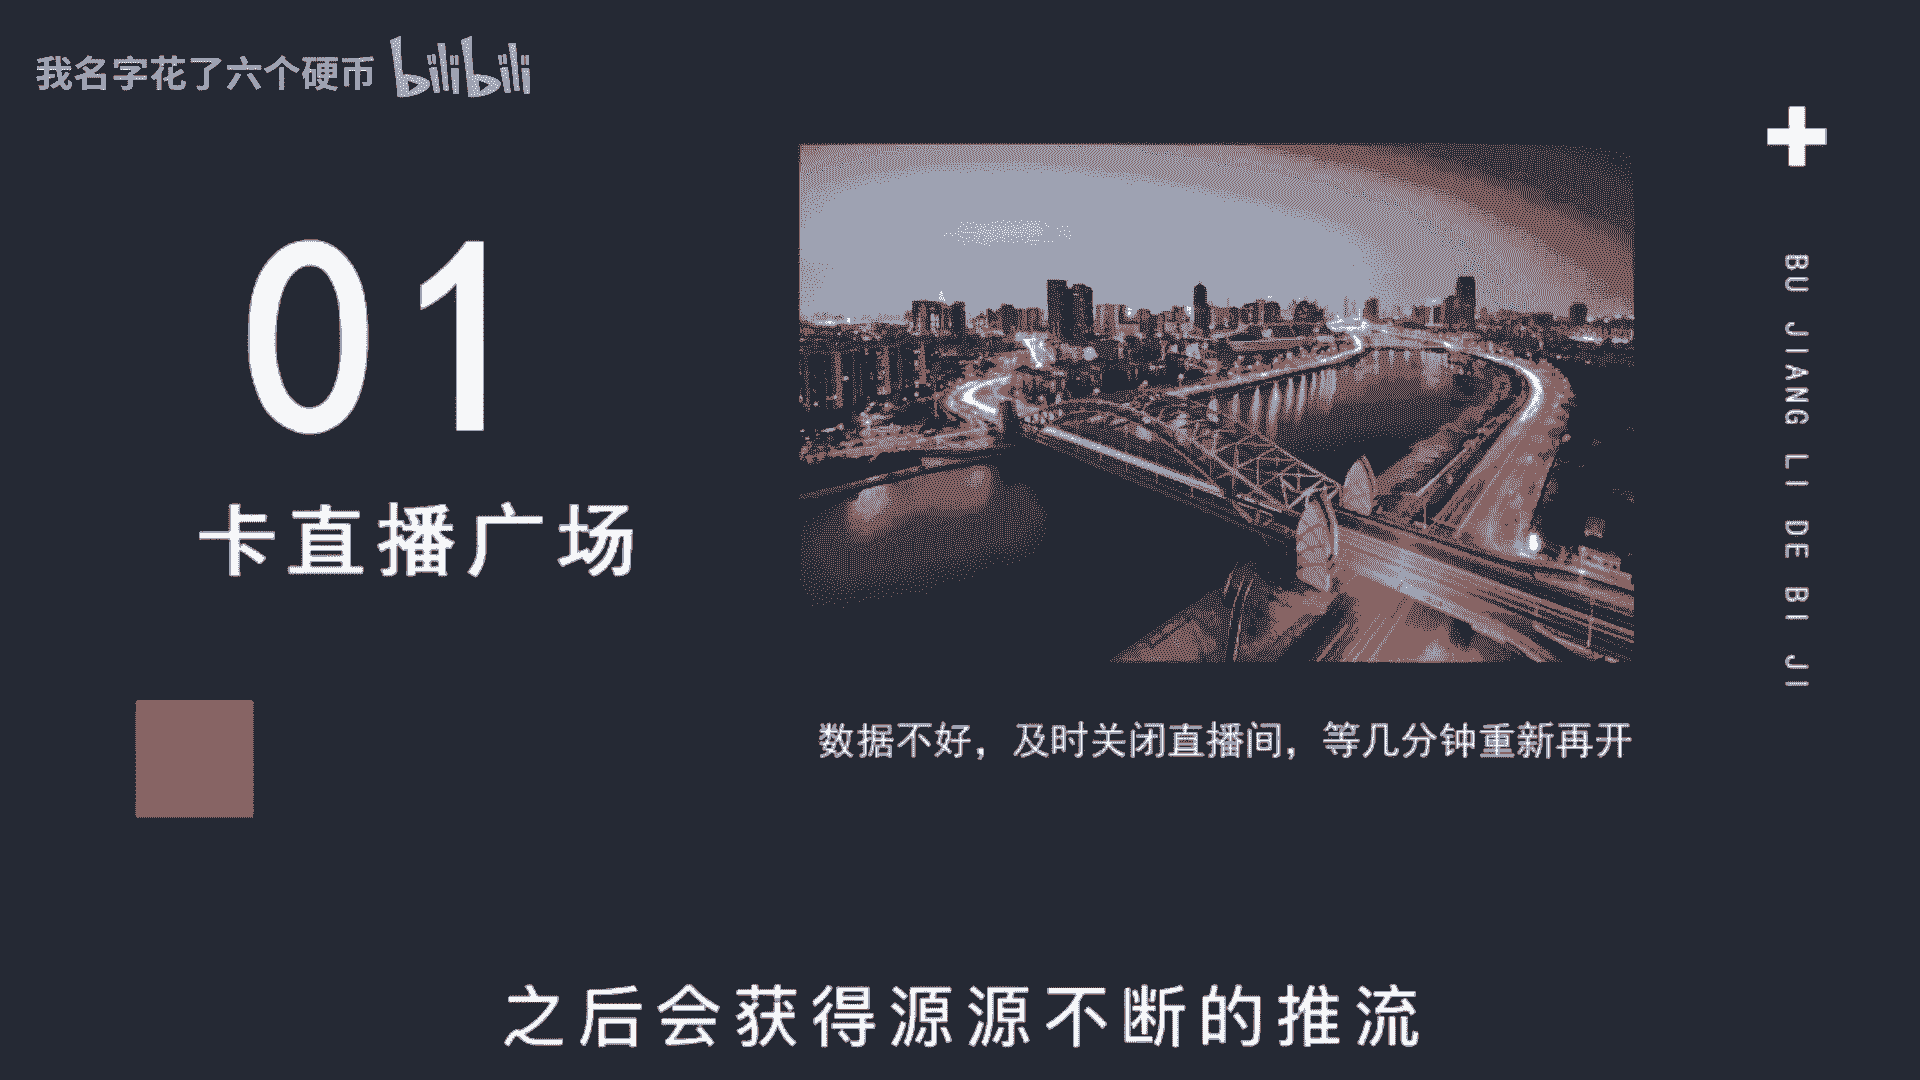 我名字花了六个硬币 bilibili
01
卡直播广场
数据不好，及时关闭直播间，等几分钟重新再开
BU JIANG LI DE BI JI
之后会获得源源不断的推流